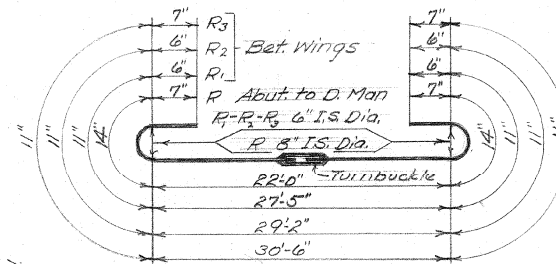 7" R3 7"
6" R2 Bet. Wings 6"
6" R1 6"
7" R Abut. to D. Man 7"
R1-R2-R3 6" I.S. Dia.
11" 11" 11" 14" R 8" I.S. Dia. 14" 11" 11" 11"
Turnbuckle
22'-0"
27'-5"
29'-2"
30'-6"